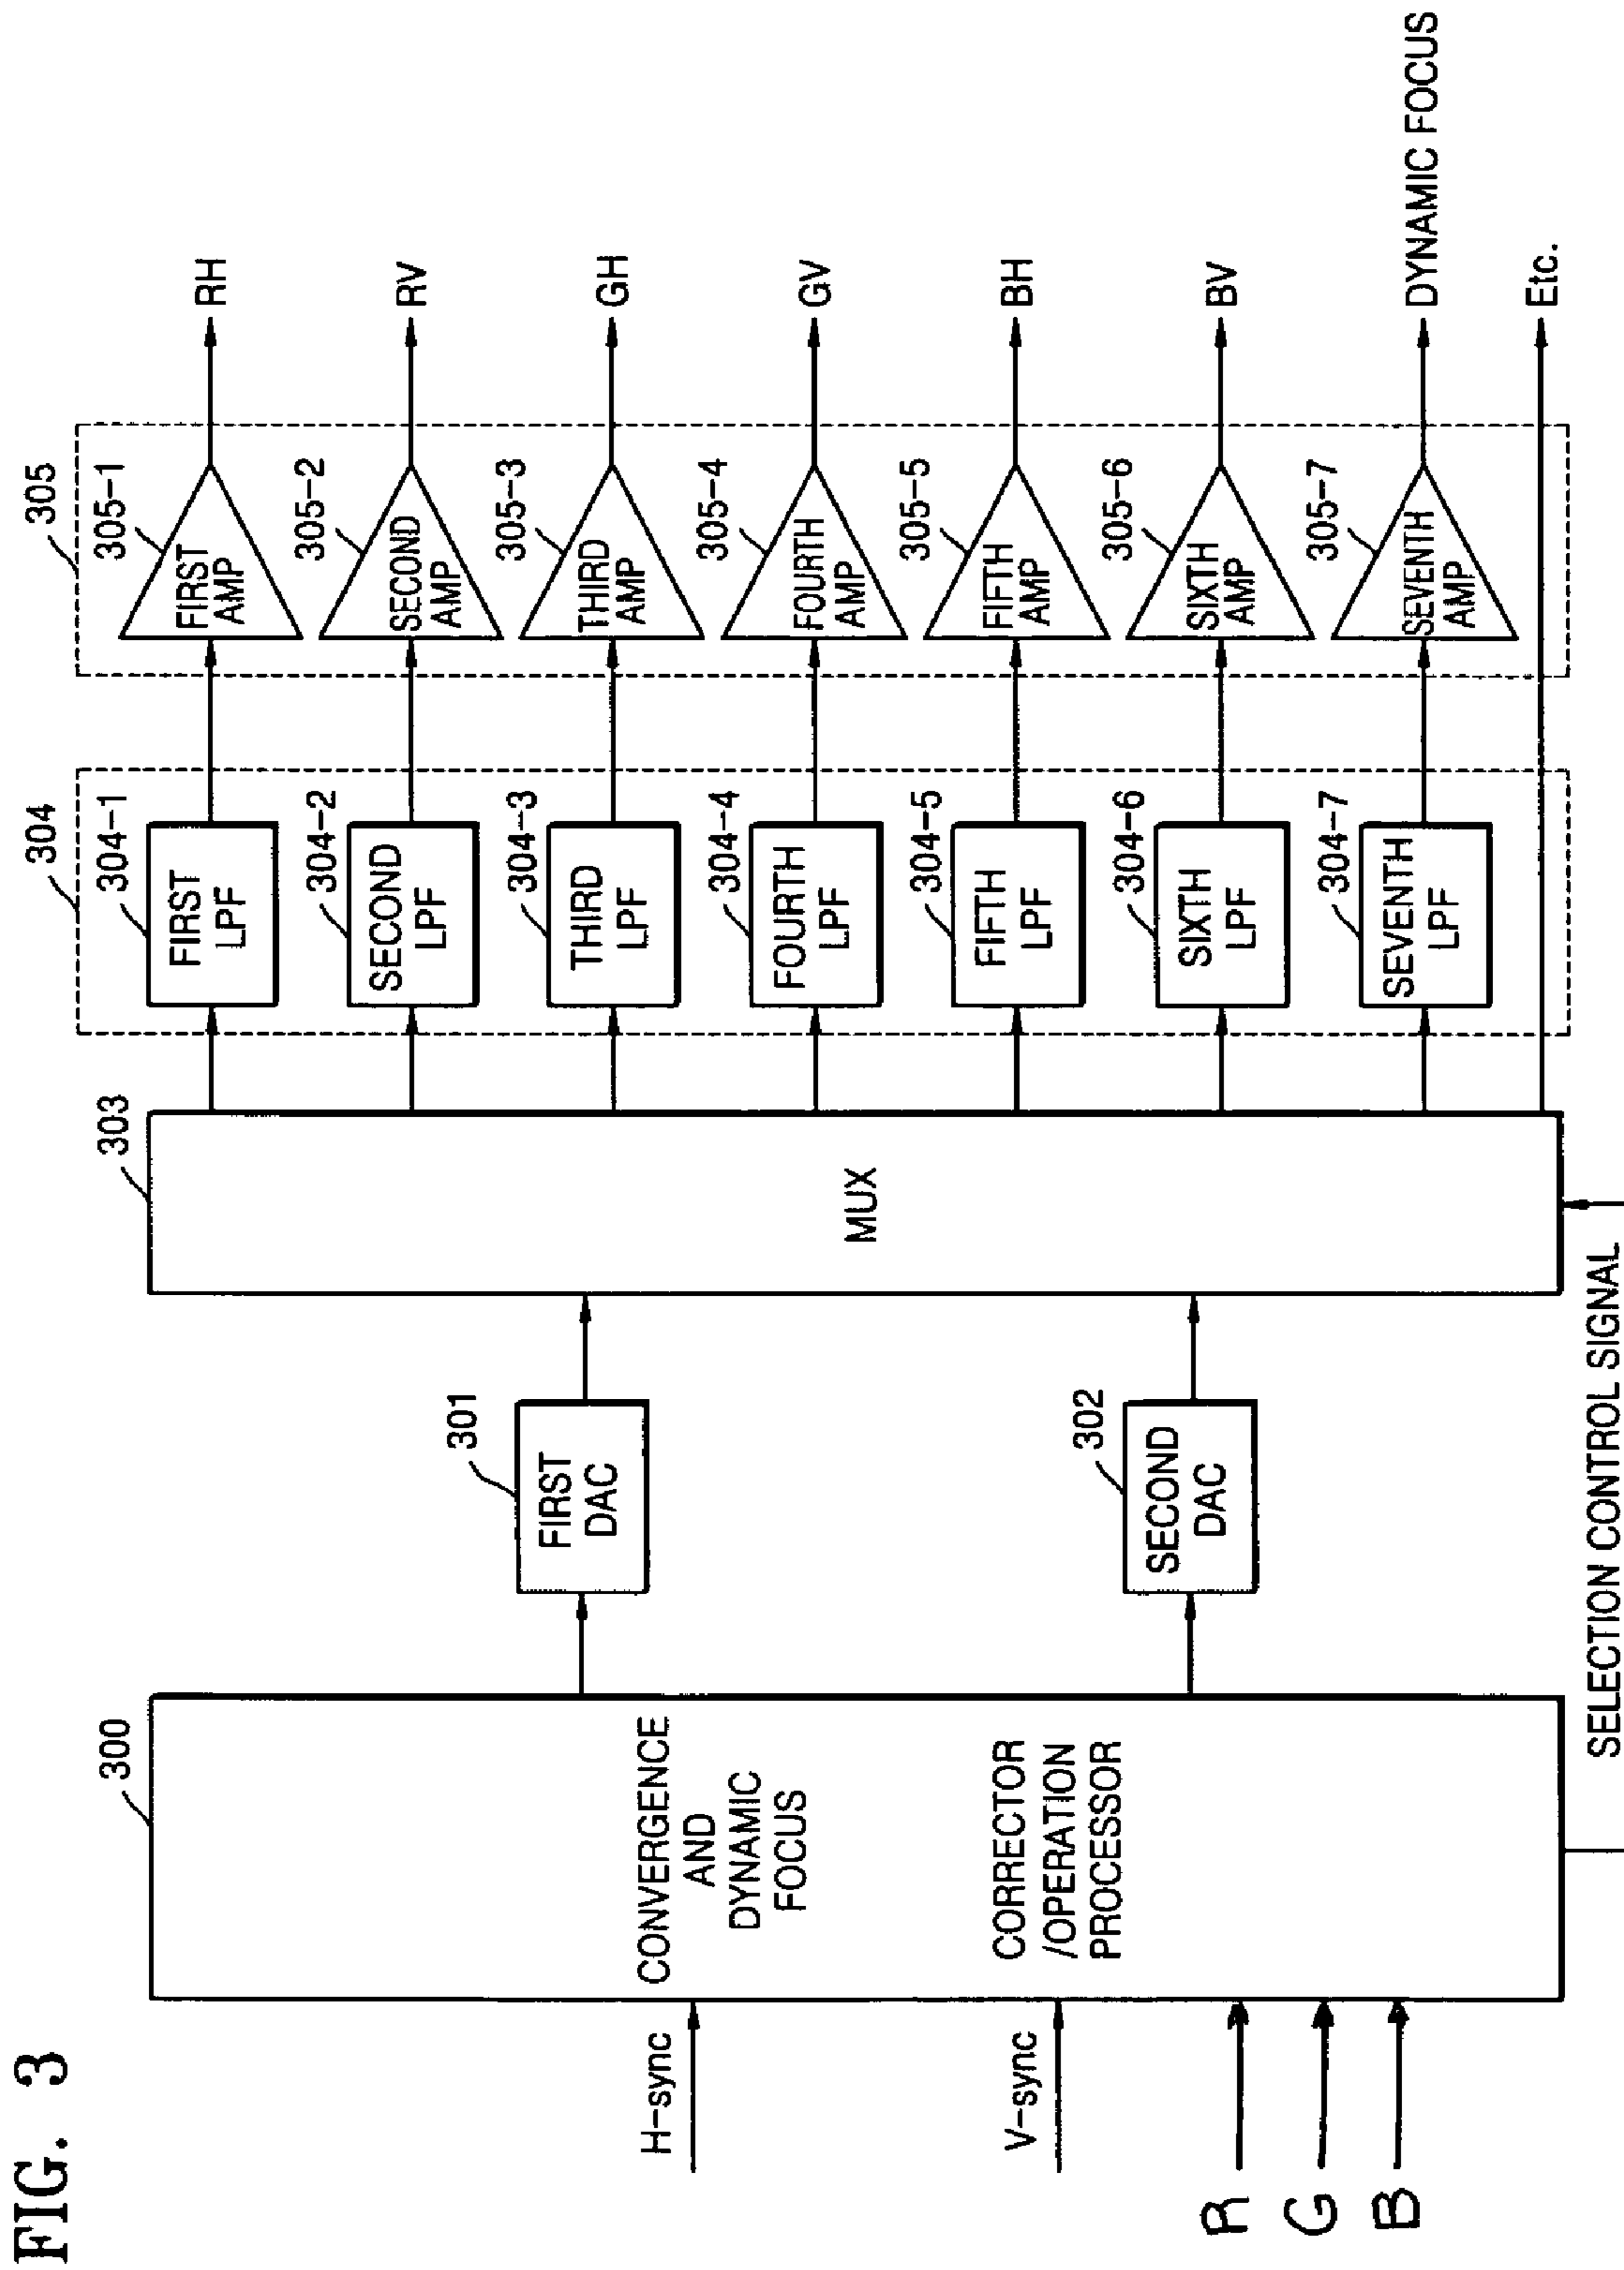 FIG. 3
H-sync
V-sync
R
G
B
300
CONVERGENCE
AND
DYNAMIC
FOCUS
CORRECTOR
/OPERATION
PROCESSOR
301
FIRST
DAC
302
SECOND
DAC
SELECTION CONTROL SIGNAL
303
MUX
304
304-1
FIRST
LPF
304-2
SECOND
LPF
304-3
THIRD
LPF
304-4
FOURTH
LPF
304-5
FIFTH
LPF
304-6
SIXTH
LPF
304-7
SEVENTH
LPF
305
305-1
FIRST
AMP
305-2
SECOND
AMP
305-3
THIRD
AMP
305-4
FOURTH
AMP
305-5
FIFTH
AMP
305-6
SIXTH
AMP
305-7
SEVENTH
AMP
RH
RV
GH
GV
BH
BV
DYNAMIC FOCUS
Etc.